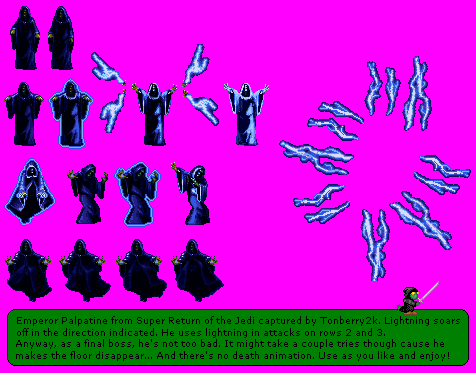 Emperor Palpatine from Super Return of the Jedi captured by Tonberry2k. Lightning soars
off in the direction indicated. He uses lightning in attacks on rows 2 and 3.
Anyway, as a final boss, he's not too bad. It might take a couple tries though cause he
makes the floor disappear... And there's no death animation. Use as you like and enjoy!